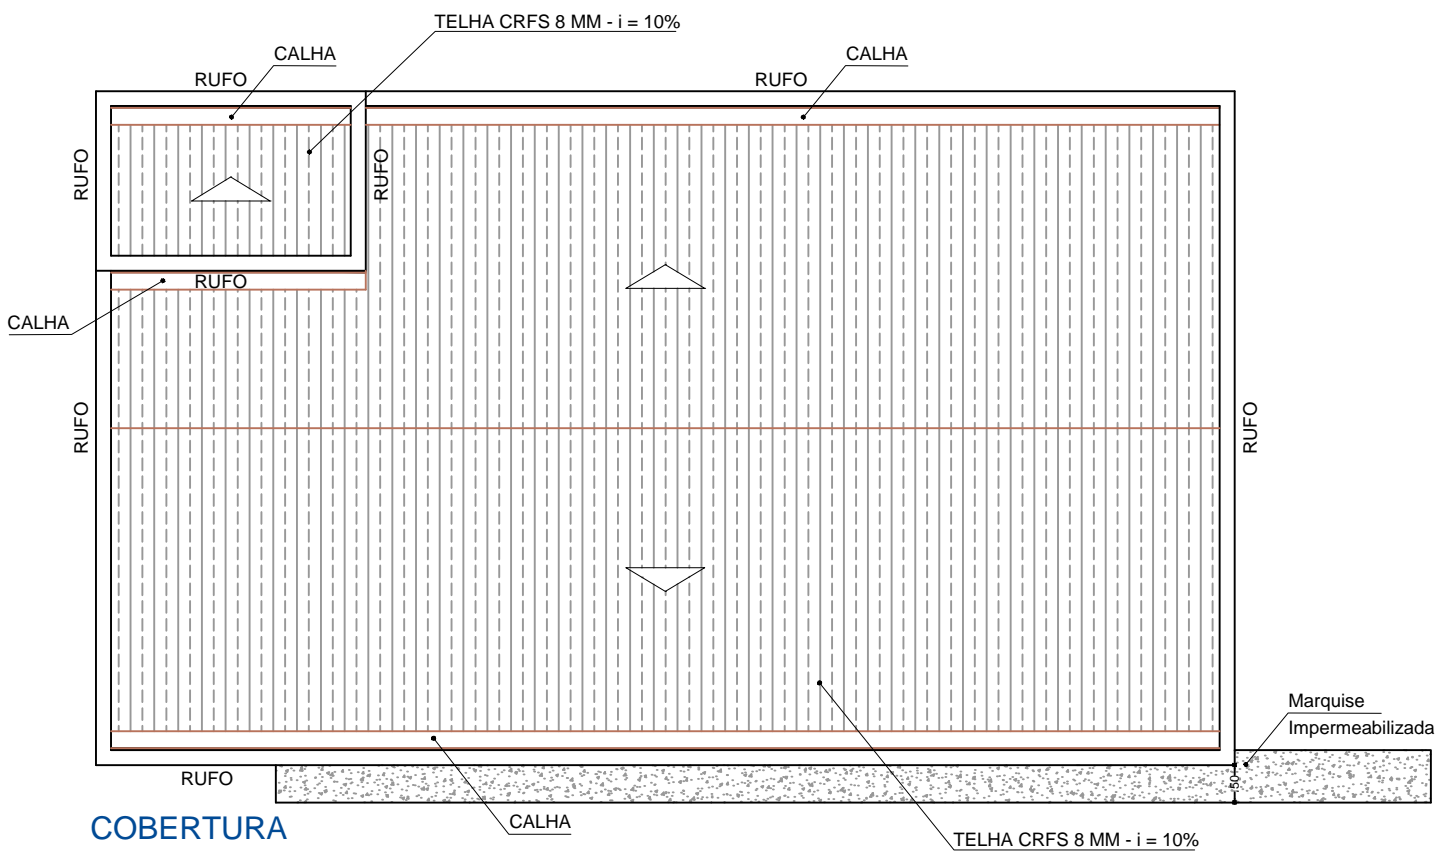 TELHA CRFS 8 MM - i = 10%
CALHA
CALHA
RUFO
RUFO
RUFO
RUFO
RUFO
CALHA
RUFO
RUFO
Marquise
Impermeabilizada
50
RUFO
CALHA
COBERTURA
TELHA CRFS 8 MM - i = 10%